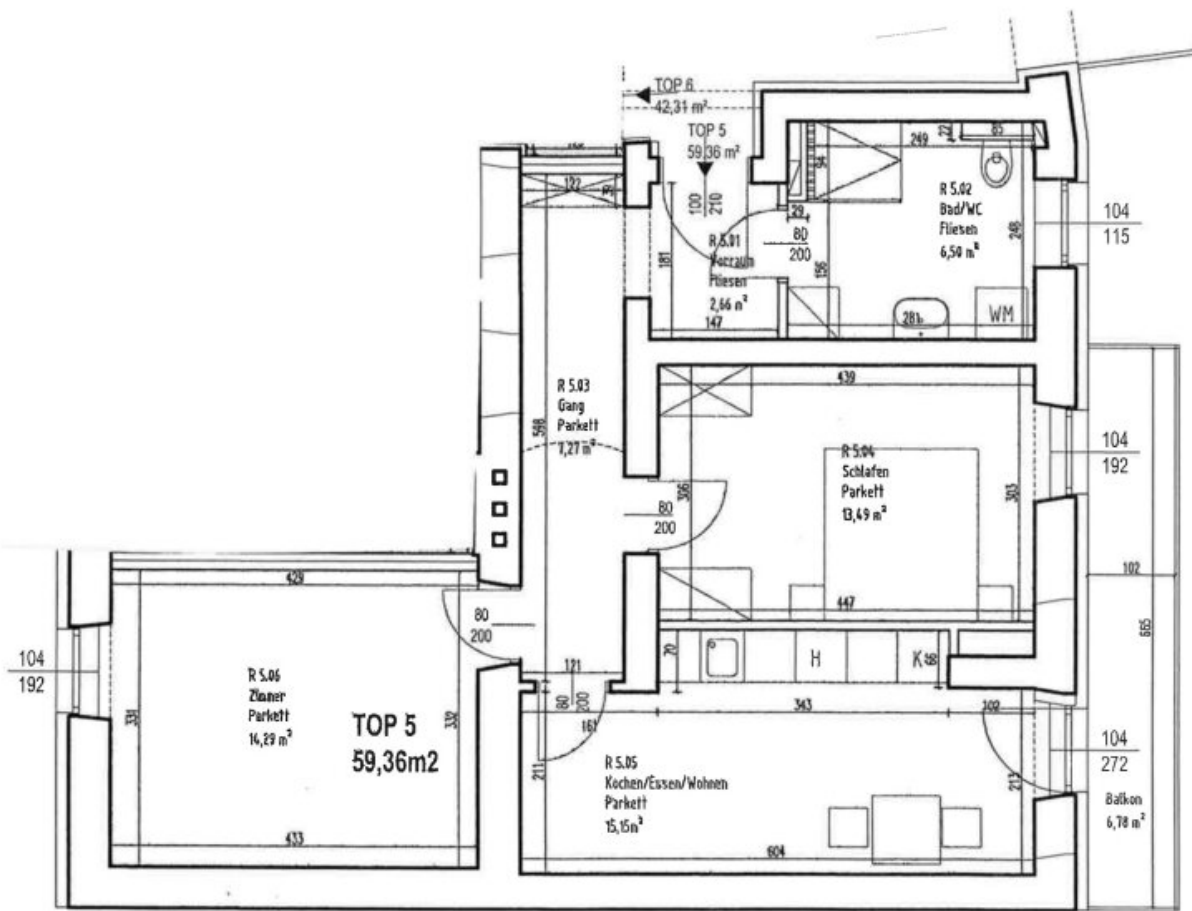 TOP 6
42,31 m²
TOP 5
59,36 m²
122
39
100
210
29
80
200
94
249
22
85
R 5.02
Bad/WC
Fliesen
6,50 m²
248
104
115
R 5.01
Vorraum
Fliesen
2,66 m²
181
147
156
281
WM
R 5.03
Gang
Parkett
7,27 m²
598
439
R 5.04
Schlafen
Parkett
13,49 m²
306
303
104
192
80
200
447
102
665
429
80
200
104
192
R 5.06
Zimmer
Parkett
14,29 m²
331
332
TOP 5
59,36m2
433
121
80
200
161
211
70
H
K
343
102
R 5.05
Kochen/Essen/Wohnen
Parkett
15,15m²
213
604
104
272
Balkon
6,78 m²